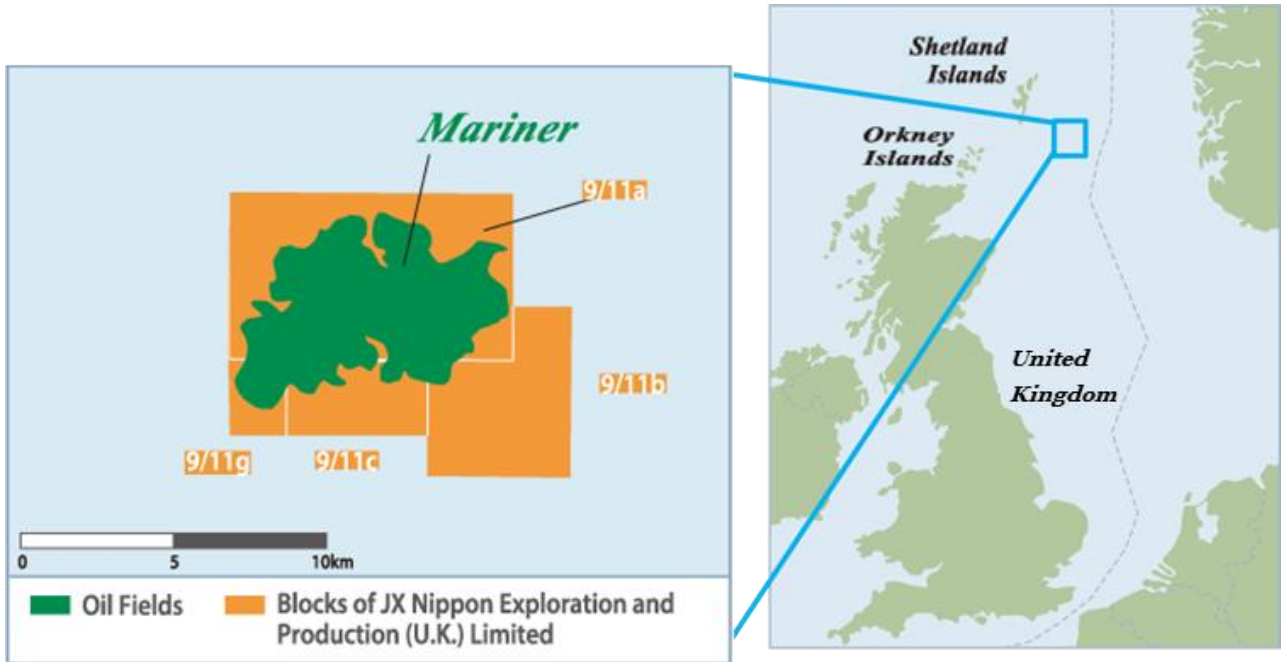 Mariner
9/11a
9/11b
9/11g
9/11c
0
5
10km
Oil Fields
Blocks of JX Nippon Exploration and
Production (U.K.) Limited
Shetland
Islands
Orkney
Islands
United
Kingdom